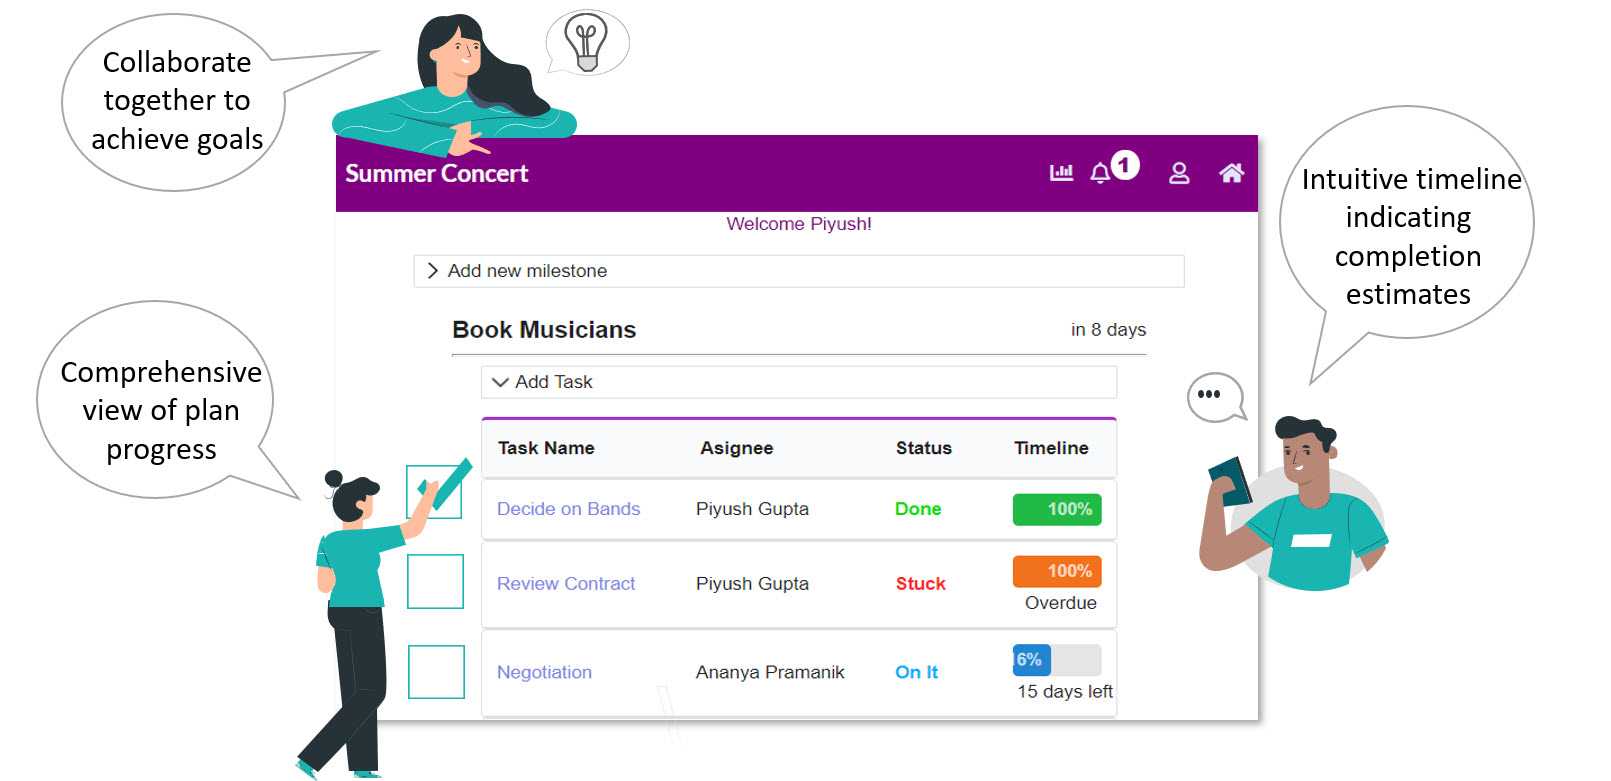 Collaborate
together to
achieve goals
Summer Concert
1
Welcome Piyush!
Add new milestone
Intuitive timeline
indicating
completion
estimates
Book Musicians
in 8 days
Comprehensive
view of plan
progress
Add Task
Task Name Asignee Status Timeline
Decide on Bands Piyush Gupta Done 100%
Review Contract Piyush Gupta Stuck 100%
Overdue
Negotiation Ananya Pramanik On It 6%
15 days left